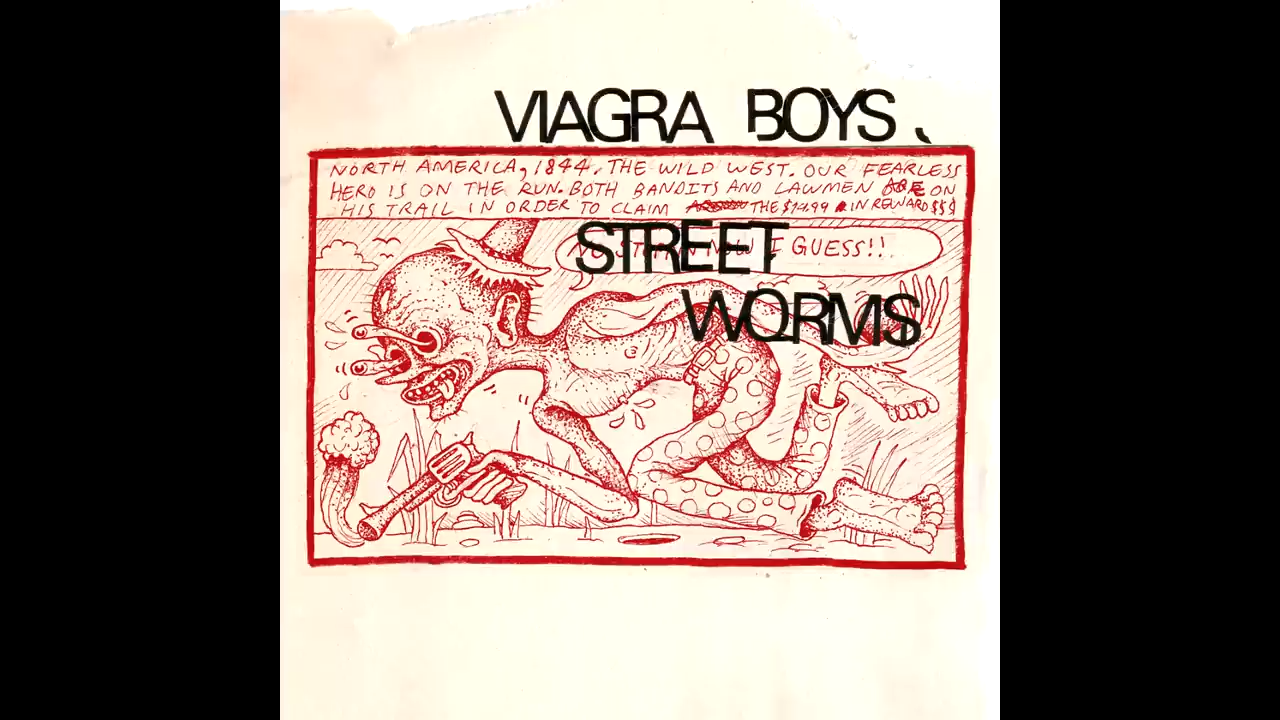 VIAGRA BOYS
NORTH AMERICA, 1844. THE WILD WEST. OUR FEARLESS
HERO IS ON THE RUN. BOTH BANDITS AND LAWMEN ARE ON
HIS TRAIL IN ORDER TO CLAIM THE $14.99 IN REWARD $$$
I GUESS!!
STREET
WORMS